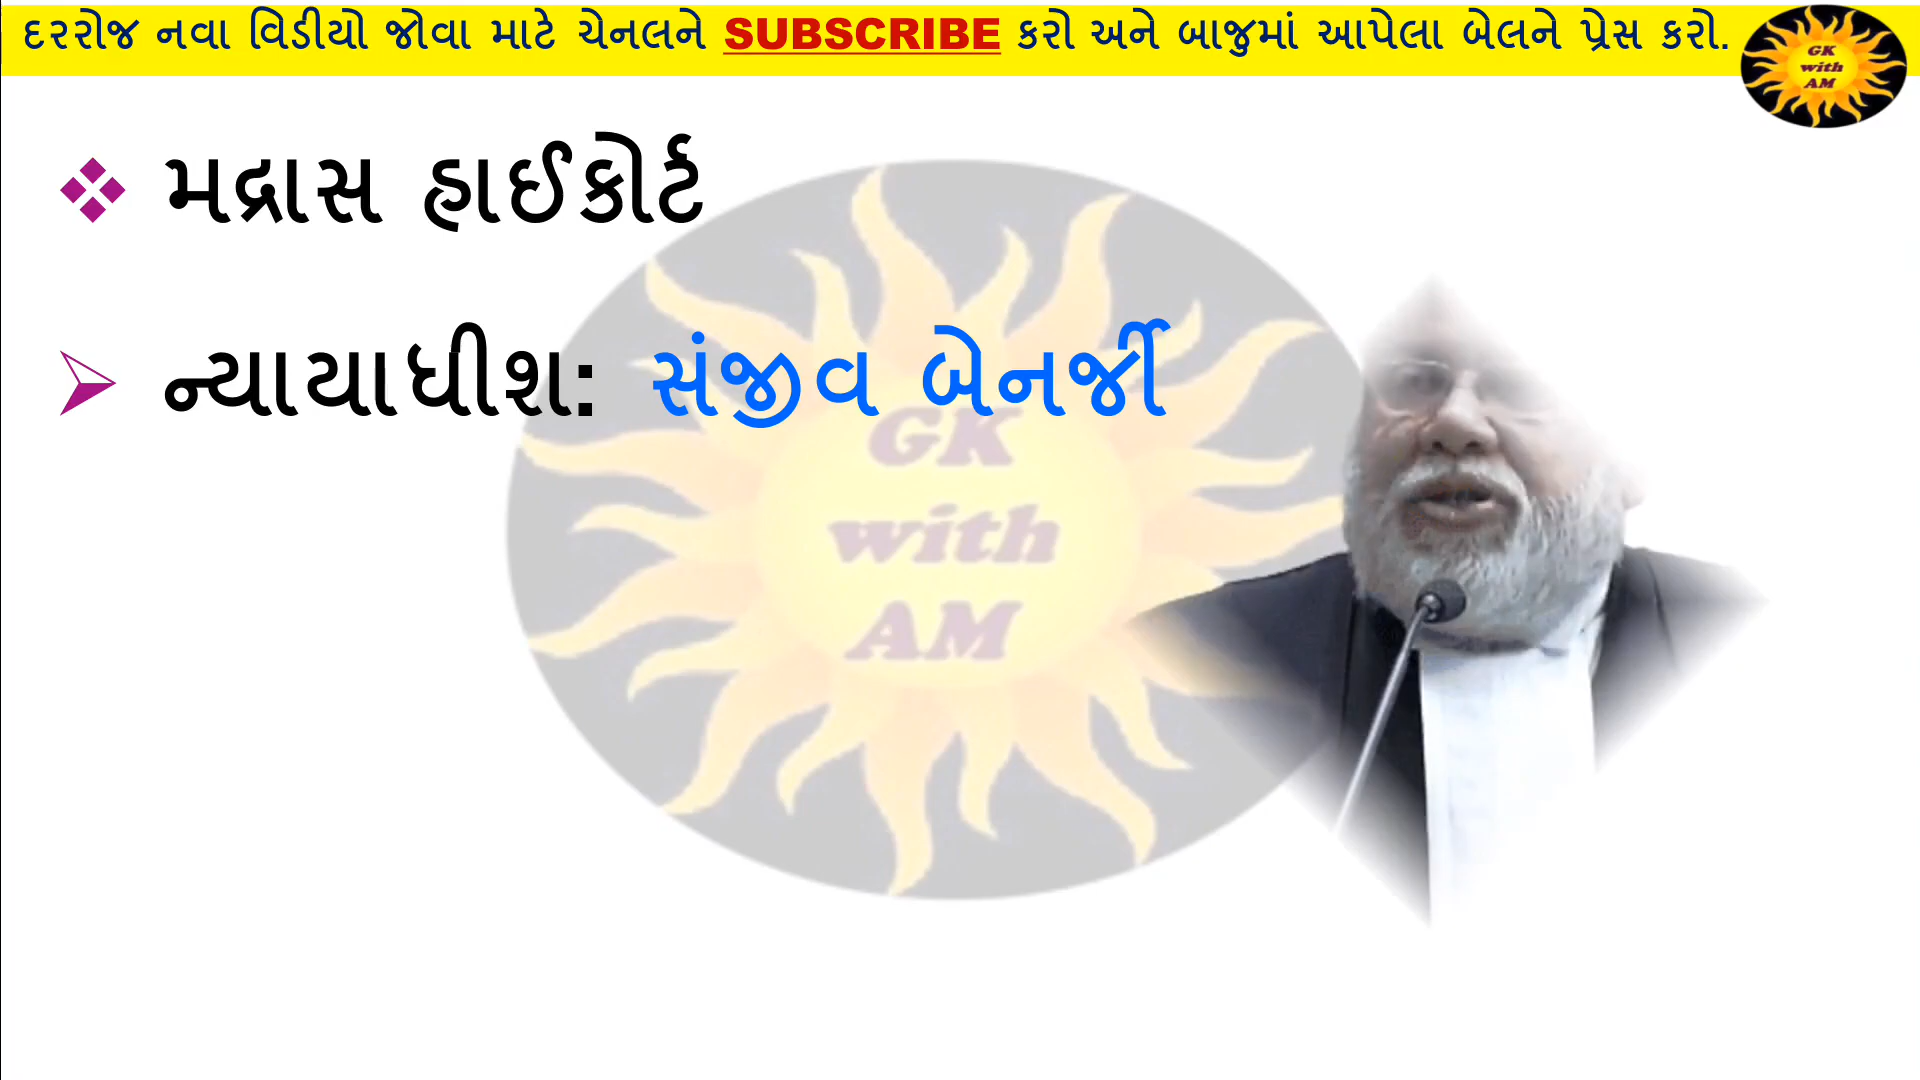 દરરોજ નવા વિડીયો જોવા માટે ચેનલને SUBSCRIBE કરો અને બાજુમાં આપેલા બેલને પ્રેસ કરો.
GK
with
AM
મદ્રાસ હાઈકોર્ટ
ન્યાયાધીશ: સંજીવ બેનર્જી
GK
with
AM